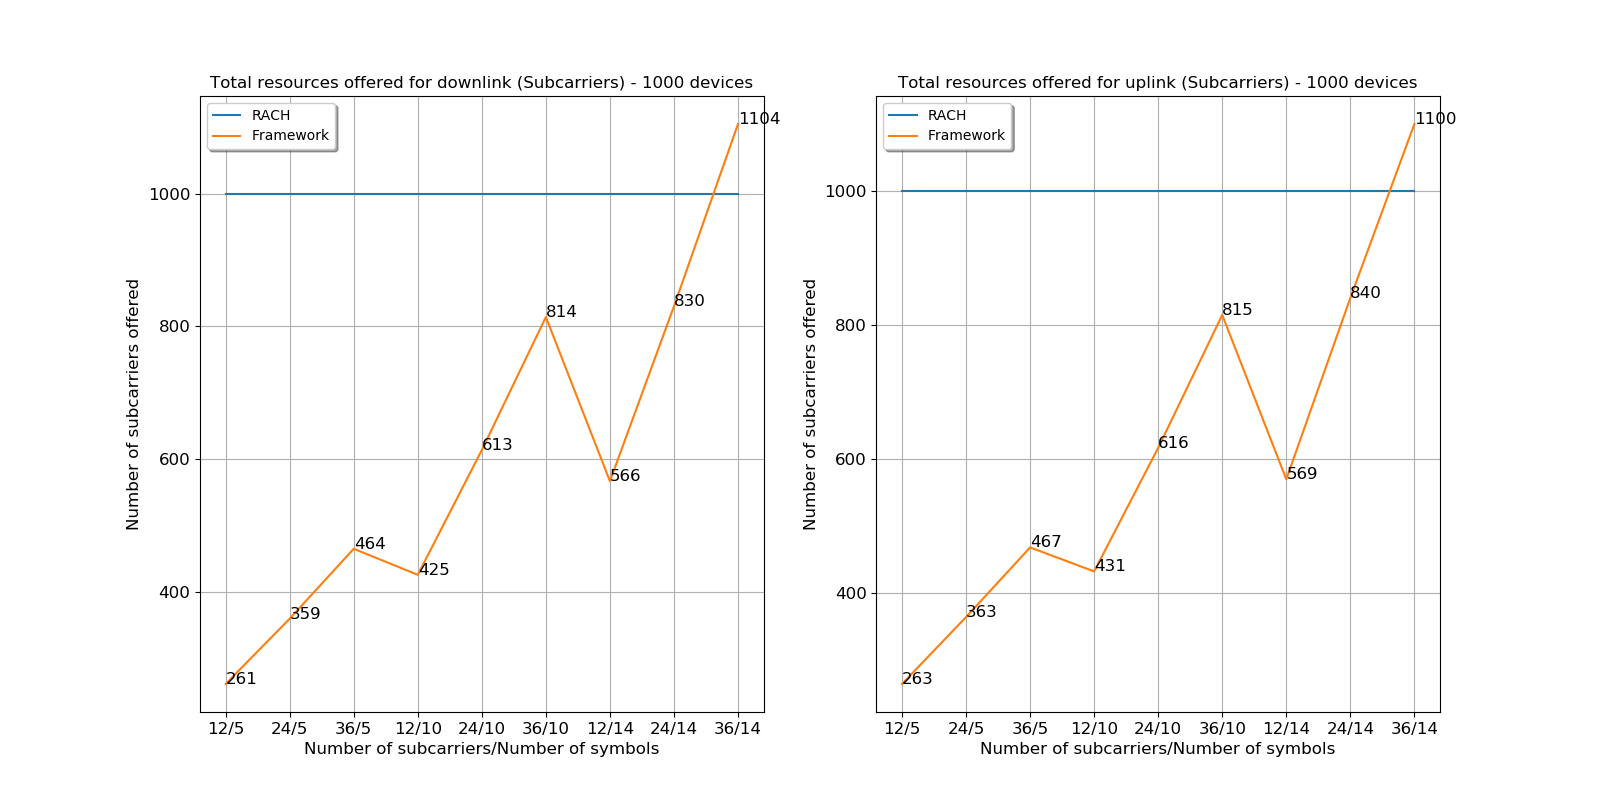 Total resources offered for downlink (Subcarriers) - 1000 devices
RACH
Framework
1104
1000
830
814
800
613
600
566
464
425
400
359
261
Number of subcarriers offered
12/5 24/5 36/5 12/10 24/10 36/10 12/14 24/14 36/14
Number of subcarriers/Number of symbols
Total resources offered for uplink (Subcarriers) - 1000 devices
RACH
Framework
1100
1000
840
815
800
616
600
569
467
431
400
363
263
Number of subcarriers offered
12/5 24/5 36/5 12/10 24/10 36/10 12/14 24/14 36/14
Number of subcarriers/Number of symbols